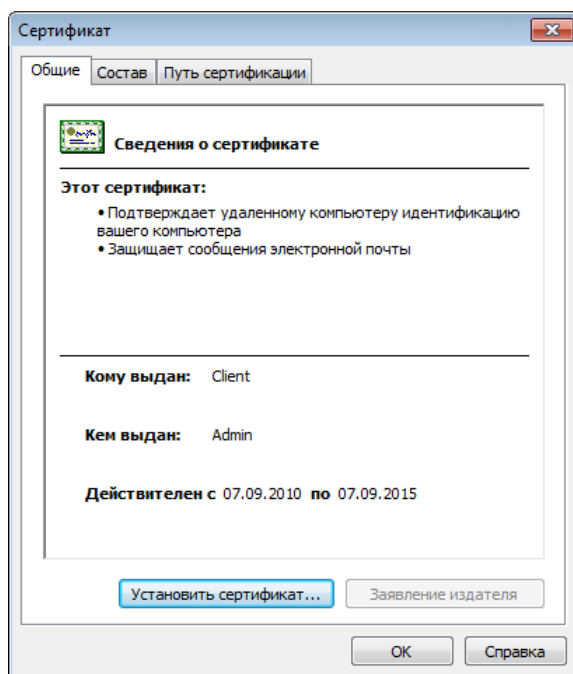 Сертификат
Общие Состав Путь сертификации
Сведения о сертификате
Этот сертификат:
• Подтверждает удаленному компьютеру идентификацию
вашего компьютера
• Защищает сообщения электронной почты
Кому выдан: Client
Кем выдан: Admin
Действителен с 07.09.2010 по 07.09.2015
Установить сертификат... Заявление издателя
ОК Справка